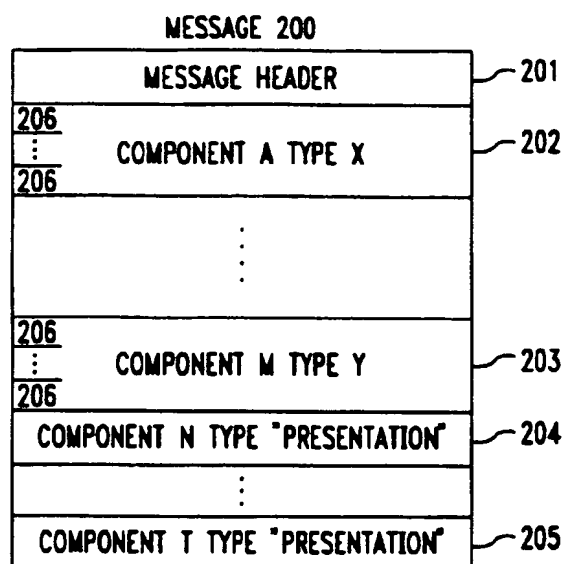 MESSAGE 200
MESSAGE HEADER
201
206
⋮
206
COMPONENT A TYPE X
202
⋮
206
⋮
206
COMPONENT M TYPE Y
203
COMPONENT N TYPE "PRESENTATION"
204
⋮
COMPONENT T TYPE "PRESENTATION"
205